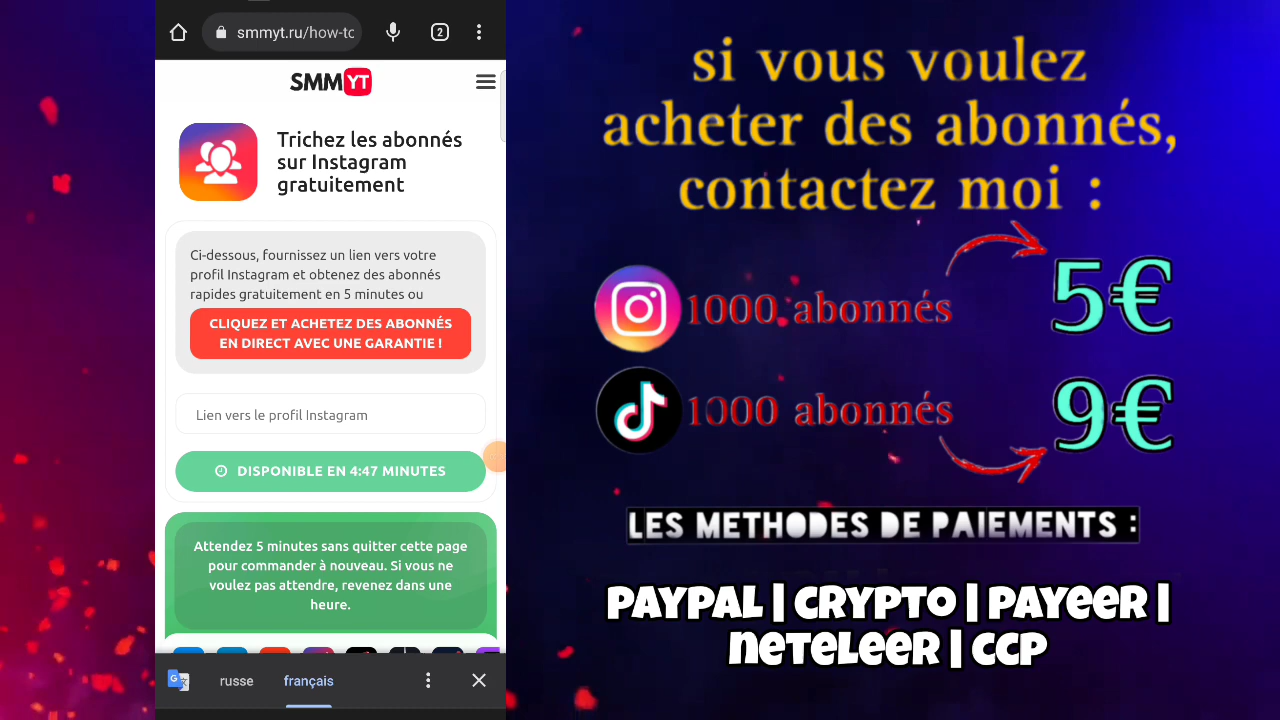 smmyt.ru/how-to
2
SMMYT
Trichez les abonnés
sur Instagram
gratuitement
Ci-dessous, fournissez un lien vers votre
profil Instagram et obtenez des abonnés
rapides gratuitement en 5 minutes ou
CLIQUEZ ET ACHETEZ DES ABONNÉS
EN DIRECT AVEC UNE GARANTIE !
Lien vers le profil Instagram
DISPONIBLE EN 4:47 MINUTES
Attendez 5 minutes sans quitter cette page
pour commander à nouveau. Si vous ne
voulez pas attendre, revenez dans une
heure.
russe
français
si vous voulez
acheter des abonnés,
contactez moi :
1000 abonnés
5€
1000 abonnés
9€
LES METHODES DE PAIEMENTS :
PAYPAL | CRYPTO | PAYEER |
NETELEER | CCP